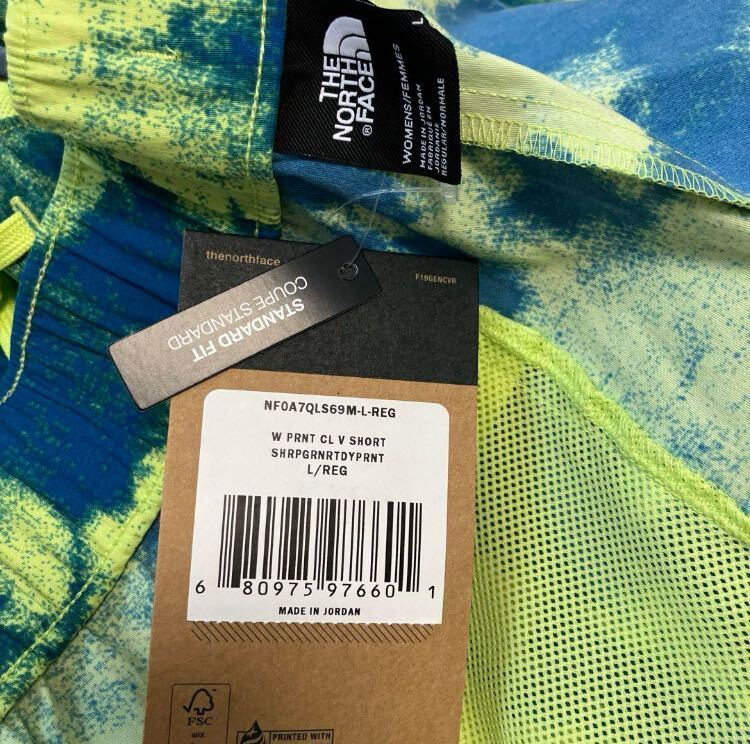 THE
NORTH
FACE®
L
WOMENS/FEMMES
MADE IN JORDAN
FABRIQUÉ EN
JORDANIE
REGULAR/NORMALE
thenorthface
F19GENCVR
STANDARD FIT
COUPE STANDARD
NF0A7QLS69M-L-REG
W PRNT CL V SHORT
SHRPGRNRTDYPRNT
L/REG
6 80975 97660 1
MADE IN JORDAN
FSC
MIX
PRINTED WITH